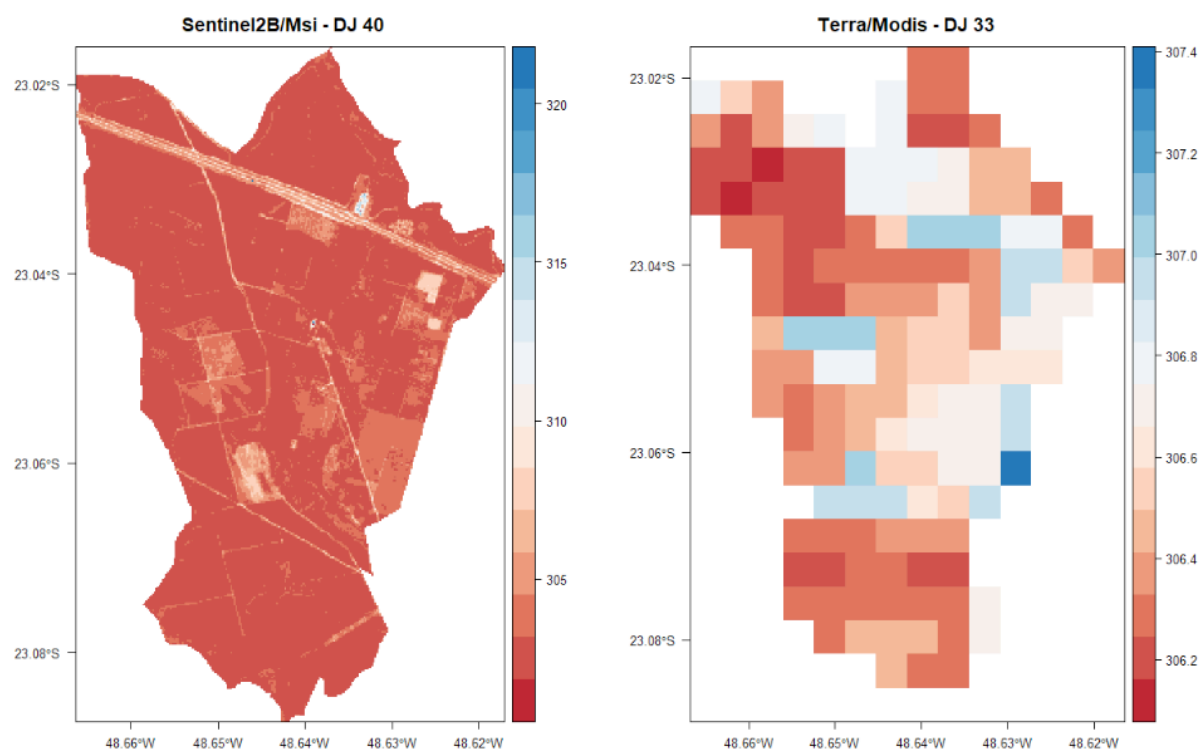 Sentinel2B/Msi - DJ 40
23.02°S
23.04°S
23.06°S
23.08°S
48.66°W
48.65°W
48.64°W
48.63°W
48.62°W
320
315
310
305
Terra/Modis - DJ 33
23.02°S
23.04°S
23.06°S
23.08°S
48.66°W
48.65°W
48.64°W
48.63°W
48.62°W
307.4
307.2
307.0
306.8
306.6
306.4
306.2